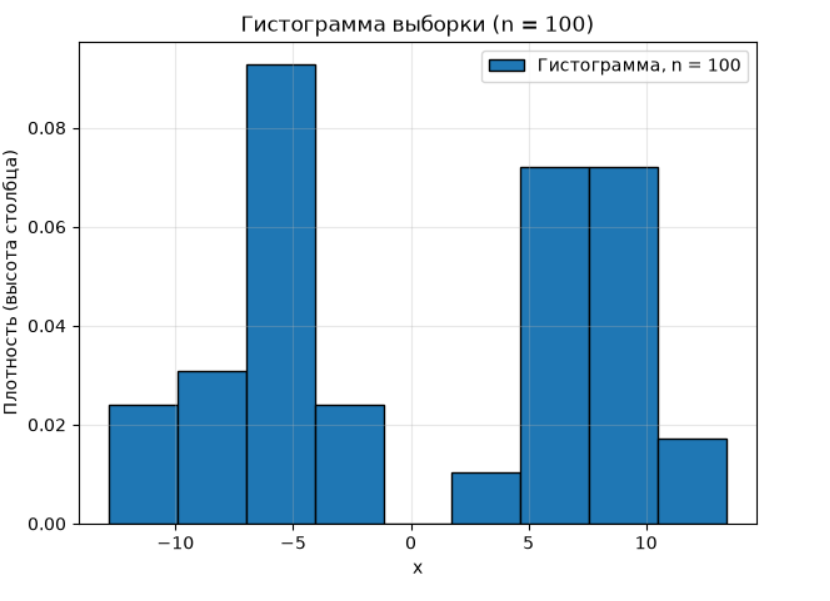 Гистограмма выборки (n = 100)
Гистограмма, n = 100
Плотность (высота столбца)
0.08
0.06
0.04
0.02
0.00
−10 −5 0 5 10
x